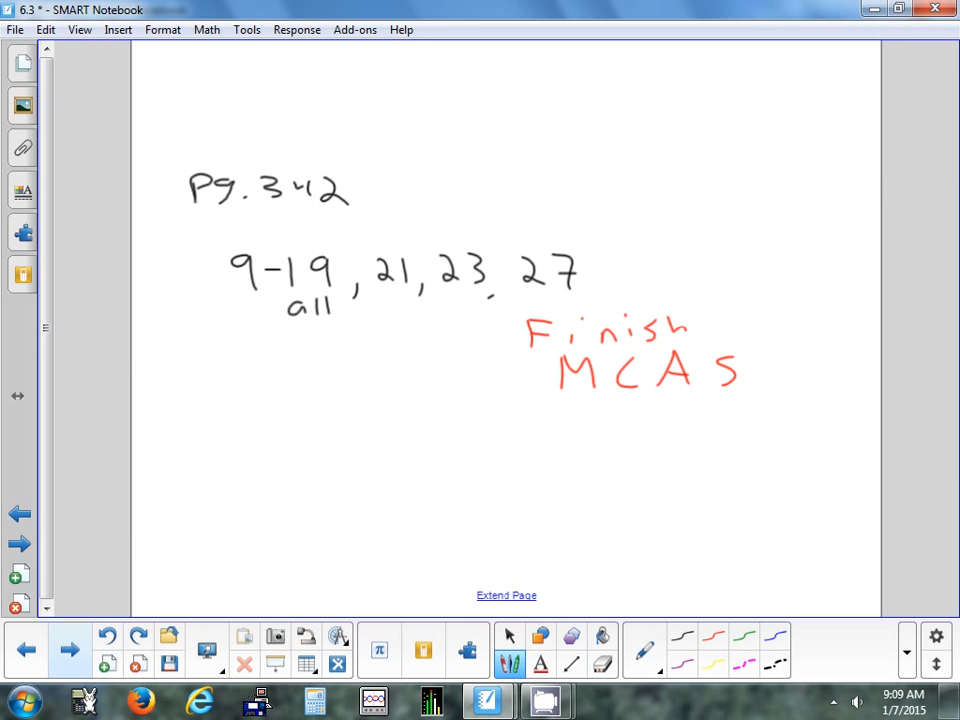 6.3 * - SMART Notebook
File Edit View Insert Format Math Tools Response Add-ons Help
Pg. 342
9-19, 21, 23, 27
all
Finish
MCAS
Extend Page
9:09 AM
1/7/2015